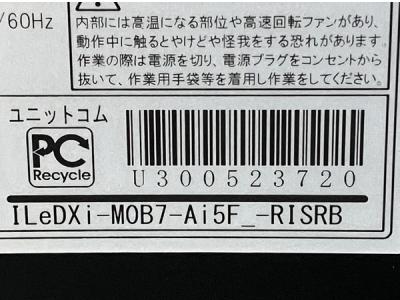 /60Hz
内部には高温になる部位や高速回転ファンがあり、
動作中に触るとやけどや怪我をする恐れがあります。
作業の際は電源を切り、電源プラグをコンセントから
抜いて、作業用手袋等を着用し作業をしてください。
ユニットコム
PC
Recycle
U300523720
ILeDXi-M0B7-Ai5F_-RISRB